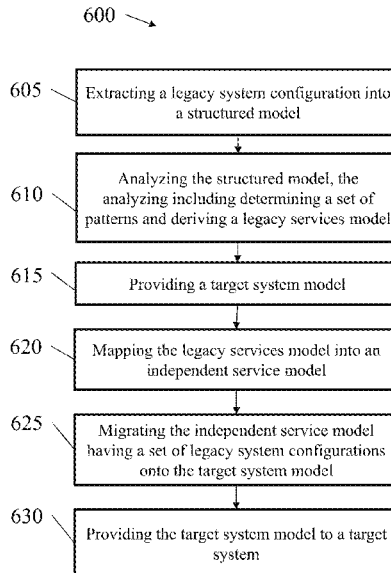 600
605
Extracting a legacy system configuration into
a structured model
610
Analyzing the structured model, the
analyzing including determining a set of
patterns and deriving a legacy services model
615
Providing a target system model
620
Mapping the legacy services model into an
independent service model
625
Migrating the independent service model
having a set of legacy system configurations
onto the target system model
630
Providing the target system model to a target
system